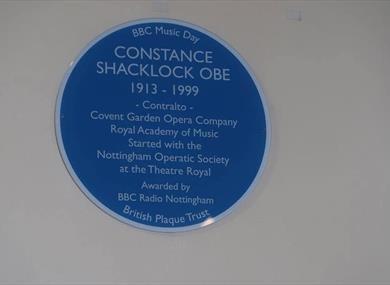 BBC Music Day
CONSTANCE
SHACKLOCK OBE
1913 - 1999
- Contralto -
Covent Garden Opera Company
Royal Academy of Music
Started with the
Nottingham Operatic Society
at the Theatre Royal
Awarded by
BBC Radio Nottingham
British Plaque Trust